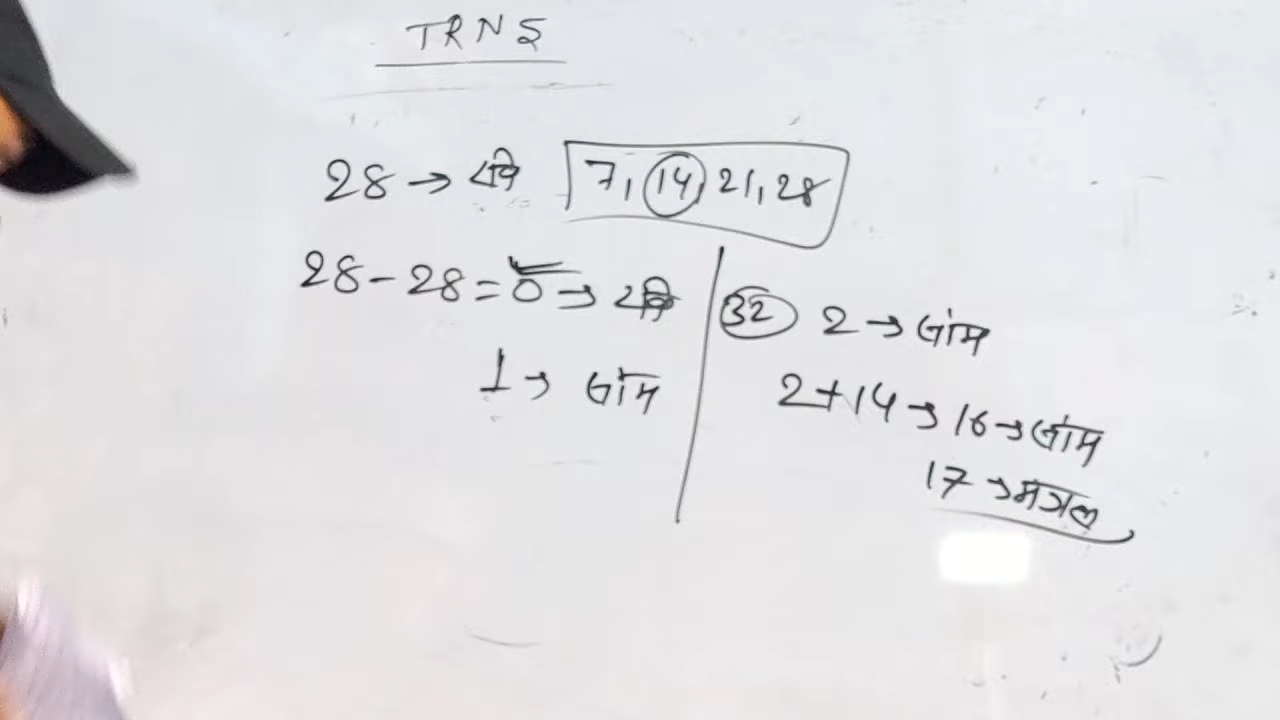 TRNS
28 → रवि 7, 14, 21, 28
28 - 28 = 0 → रवि
1 → सोम
32 2 → सोम
2 + 14 → 16 → सोम
17 → मंगल